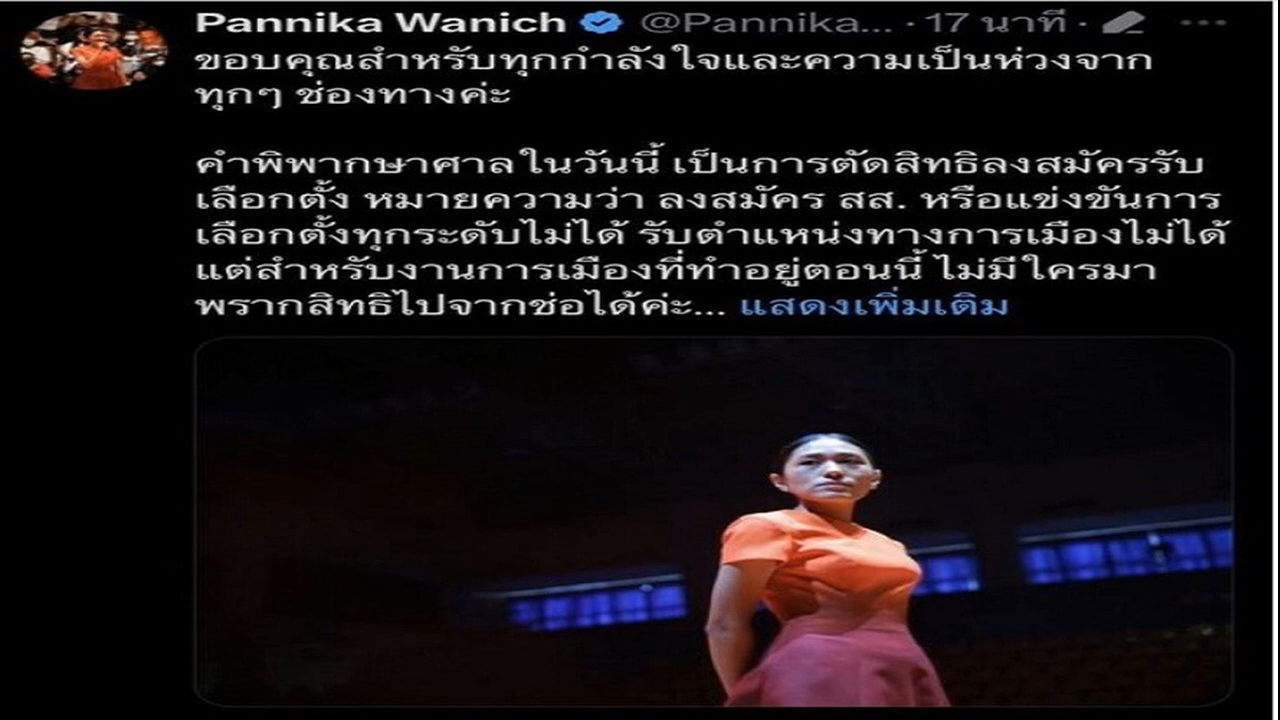 Pannika Wanich @Pannika... · 17 นาที ·
ขอบคุณสำหรับทุกกำลังใจและความเป็นห่วงจาก
ทุกๆ ช่องทางค่ะ
คำพิพากษาศาลในวันนี้ เป็นการตัดสิทธิลงสมัครรับ
เลือกตั้ง หมายความว่า ลงสมัคร สส. หรือแข่งขันการ
เลือกตั้งทุกระดับไม่ได้ รับตำแหน่งทางการเมืองไม่ได้
แต่สำหรับงานการเมืองที่ทำอยู่ตอนนี้ ไม่มีใครมา
พรากสิทธิไปจากช่อได้ค่ะ... แสดงเพิ่มเติม